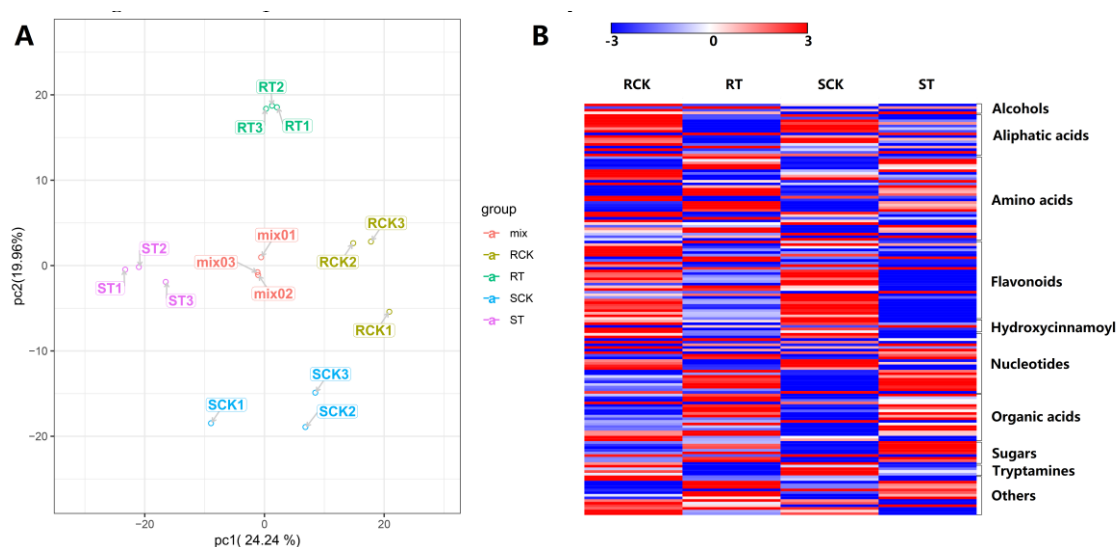 A
20
10
0
−10
−20
pc2(19.96%)
−20
0
20
pc1( 24.24 %)
RT2
RT3
RT1
mix01
RCK3
RCK2
ST2
mix03
ST1
mix02
ST3
RCK1
SCK3
SCK1
SCK2
group
a mix
a RCK
a RT
a SCK
a ST
B
-3 0 3
RCK RT SCK ST
Alcohols
Aliphatic acids
Amino acids
Flavonoids
Hydroxycinnamoyl
Nucleotides
Organic acids
Sugars
Tryptamines
Others